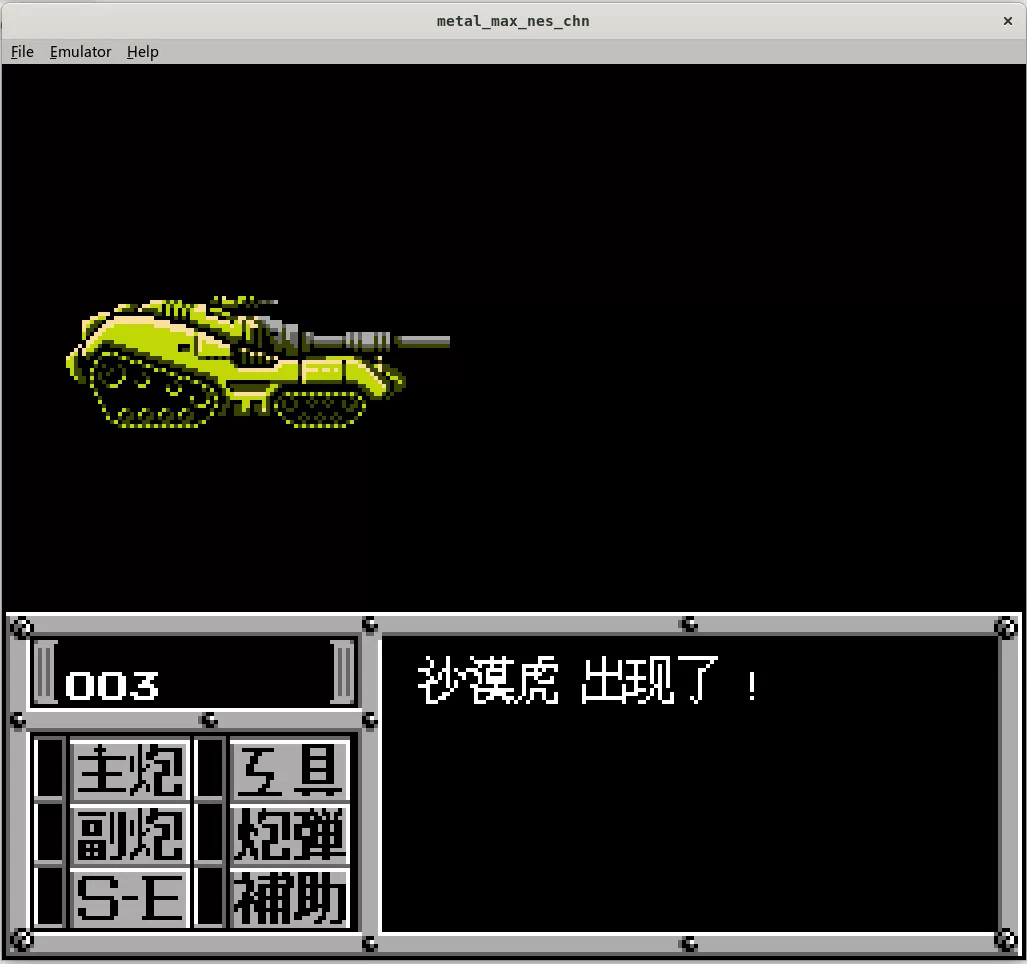 metal_max_nes_chn ×
File Emulator Help
003
沙漠虎 出现了 !
主炮 工具
副炮 炮弹
S-E 補助